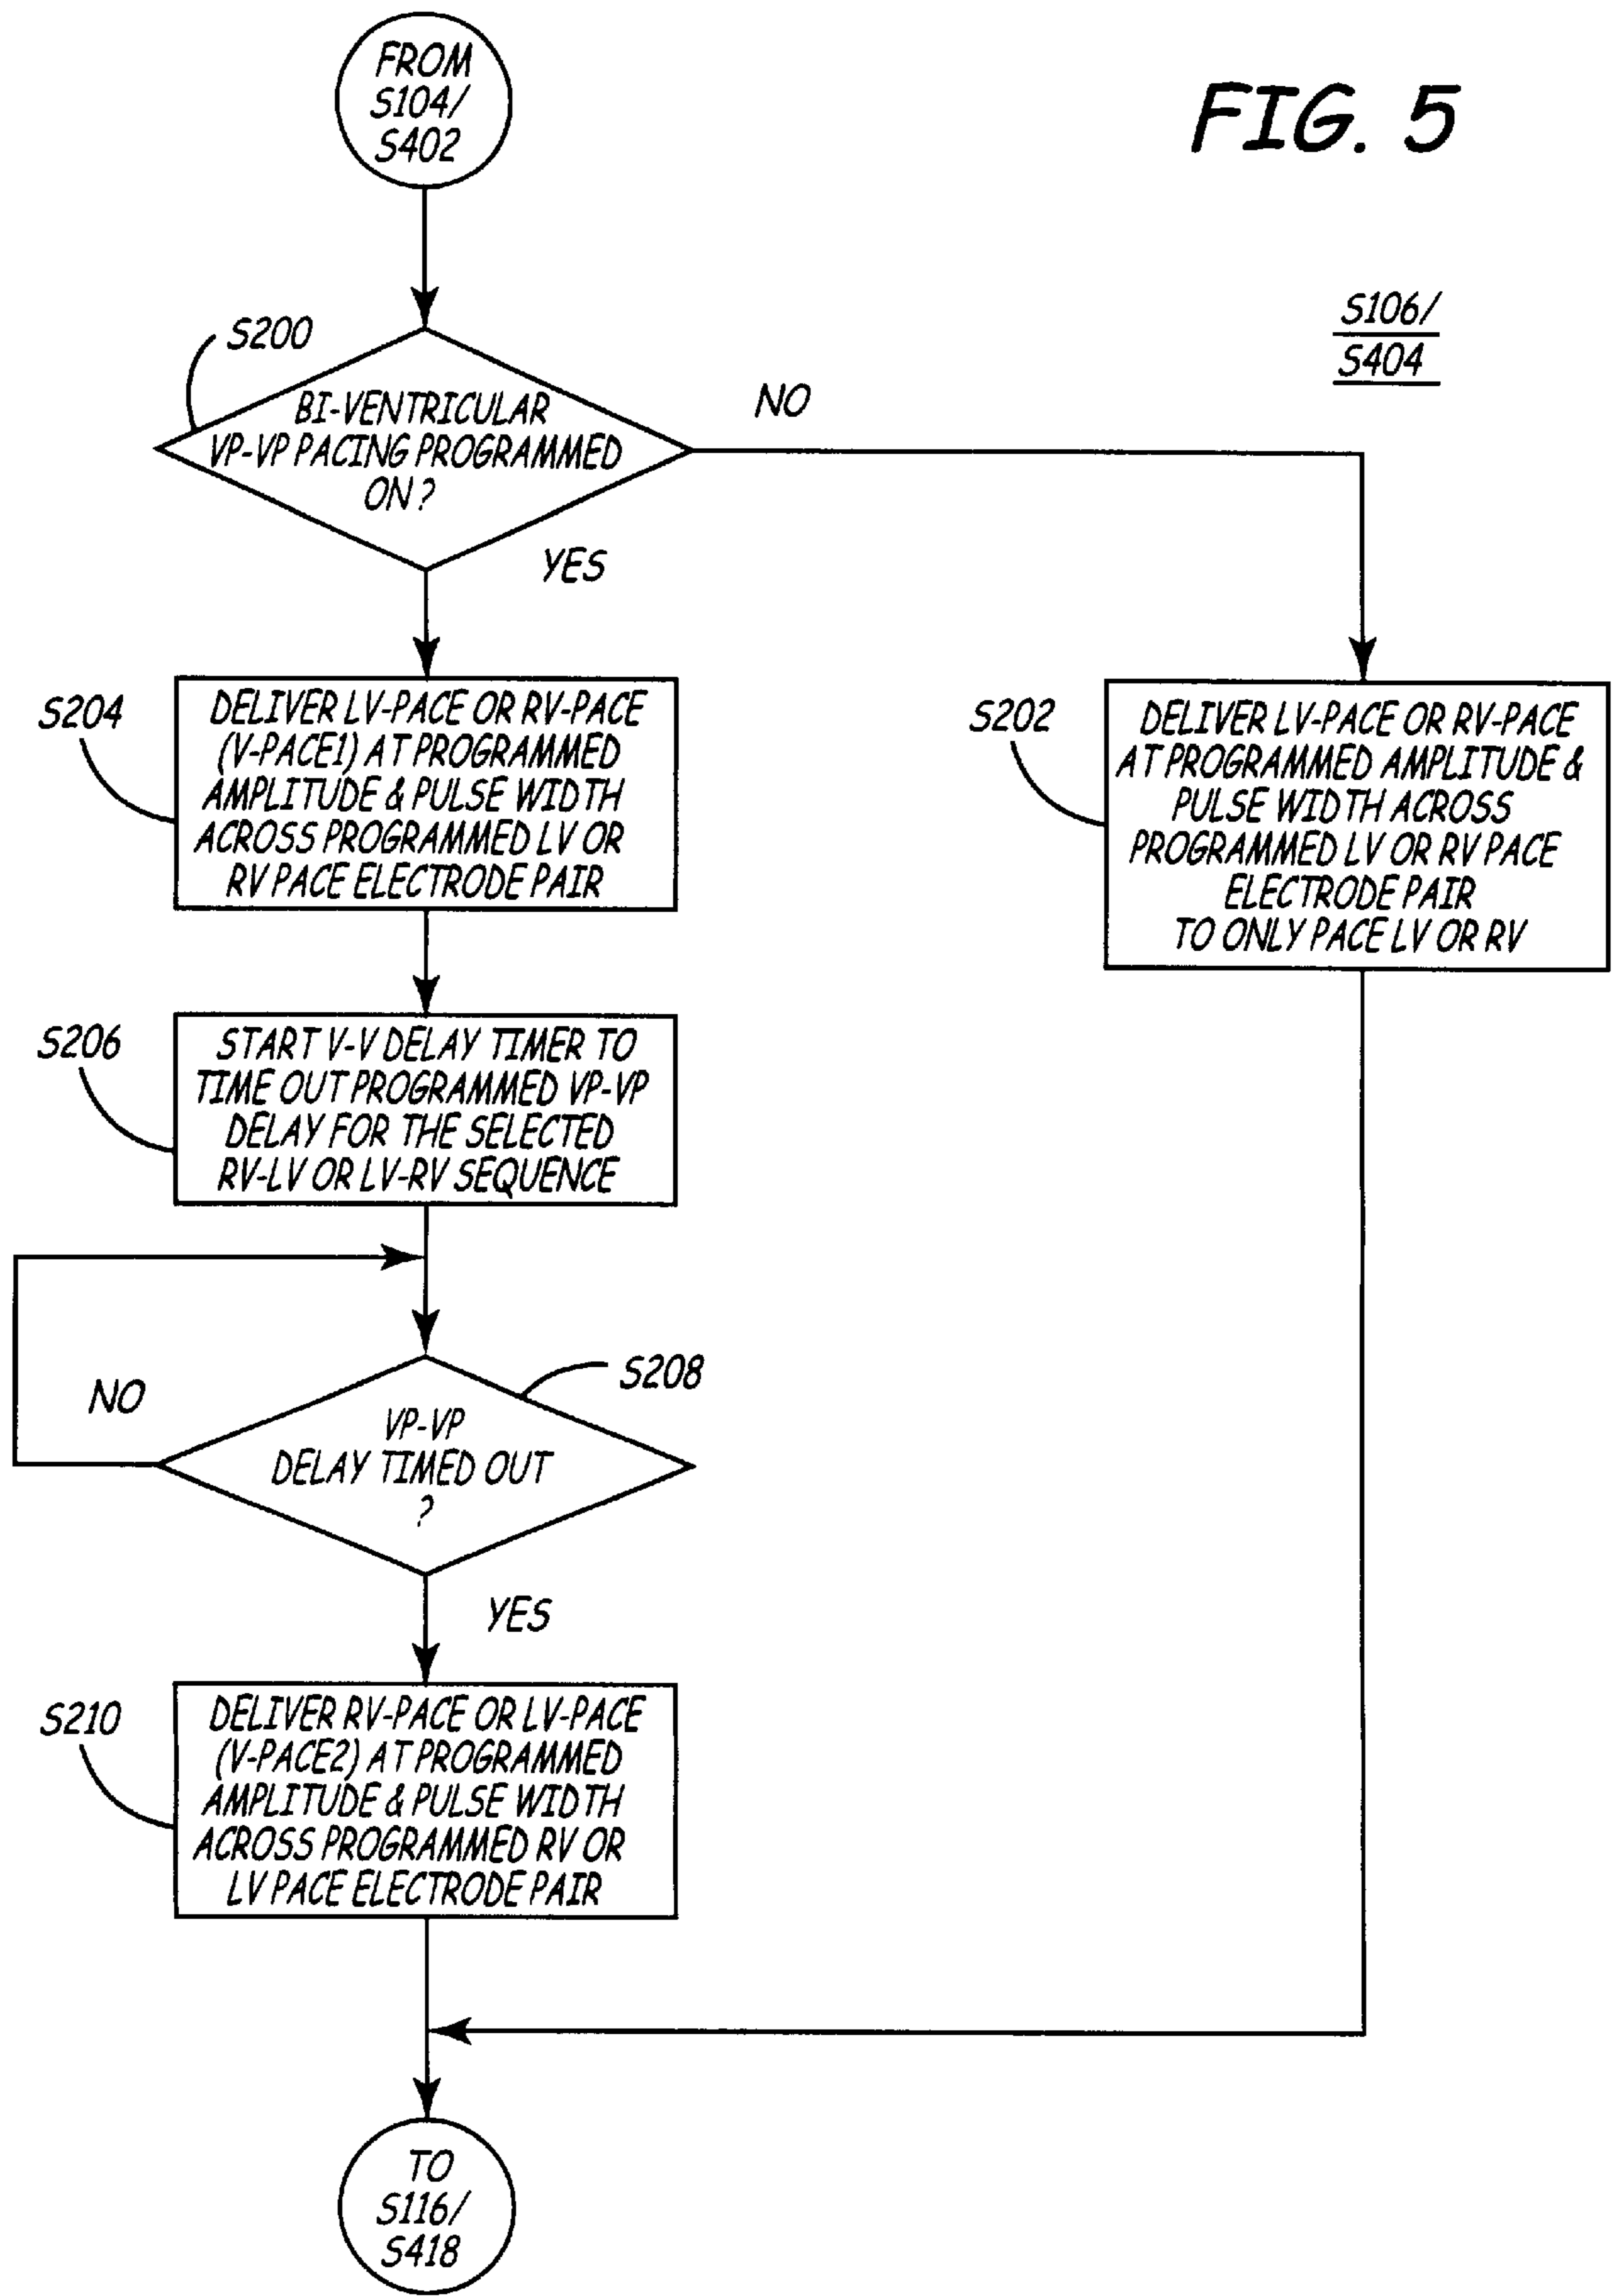 FROM
S104/
S402
FIG. 5
S106/
S404
S200
BI-VENTRICULAR
VP-VP PACING PROGRAMMED
ON?
NO
YES
S204
DELIVER LV-PACE OR RV-PACE
(V-PACE1) AT PROGRAMMED
AMPLITUDE & PULSE WIDTH
ACROSS PROGRAMMED LV OR
RV PACE ELECTRODE PAIR
S202
DELIVER LV-PACE OR RV-PACE
AT PROGRAMMED AMPLITUDE &
PULSE WIDTH ACROSS
PROGRAMMED LV OR RV PACE
ELECTRODE PAIR
TO ONLY PACE LV OR RV
S206
START V-V DELAY TIMER TO
TIME OUT PROGRAMMED VP-VP
DELAY FOR THE SELECTED
RV-LV OR LV-RV SEQUENCE
NO
S208
VP-VP
DELAY TIMED OUT
?
YES
S210
DELIVER RV-PACE OR LV-PACE
(V-PACE2) AT PROGRAMMED
AMPLITUDE & PULSE WIDTH
ACROSS PROGRAMMED RV OR
LV PACE ELECTRODE PAIR
TO
S116/
S418